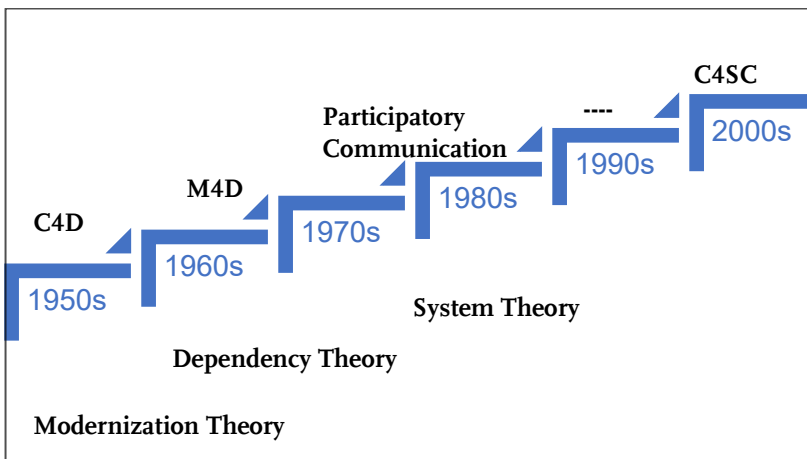 C4SC
----
Participatory
Communication
2000s
1990s
M4D
1980s
C4D
1970s
1960s
1950s
System Theory
Dependency Theory
Modernization Theory